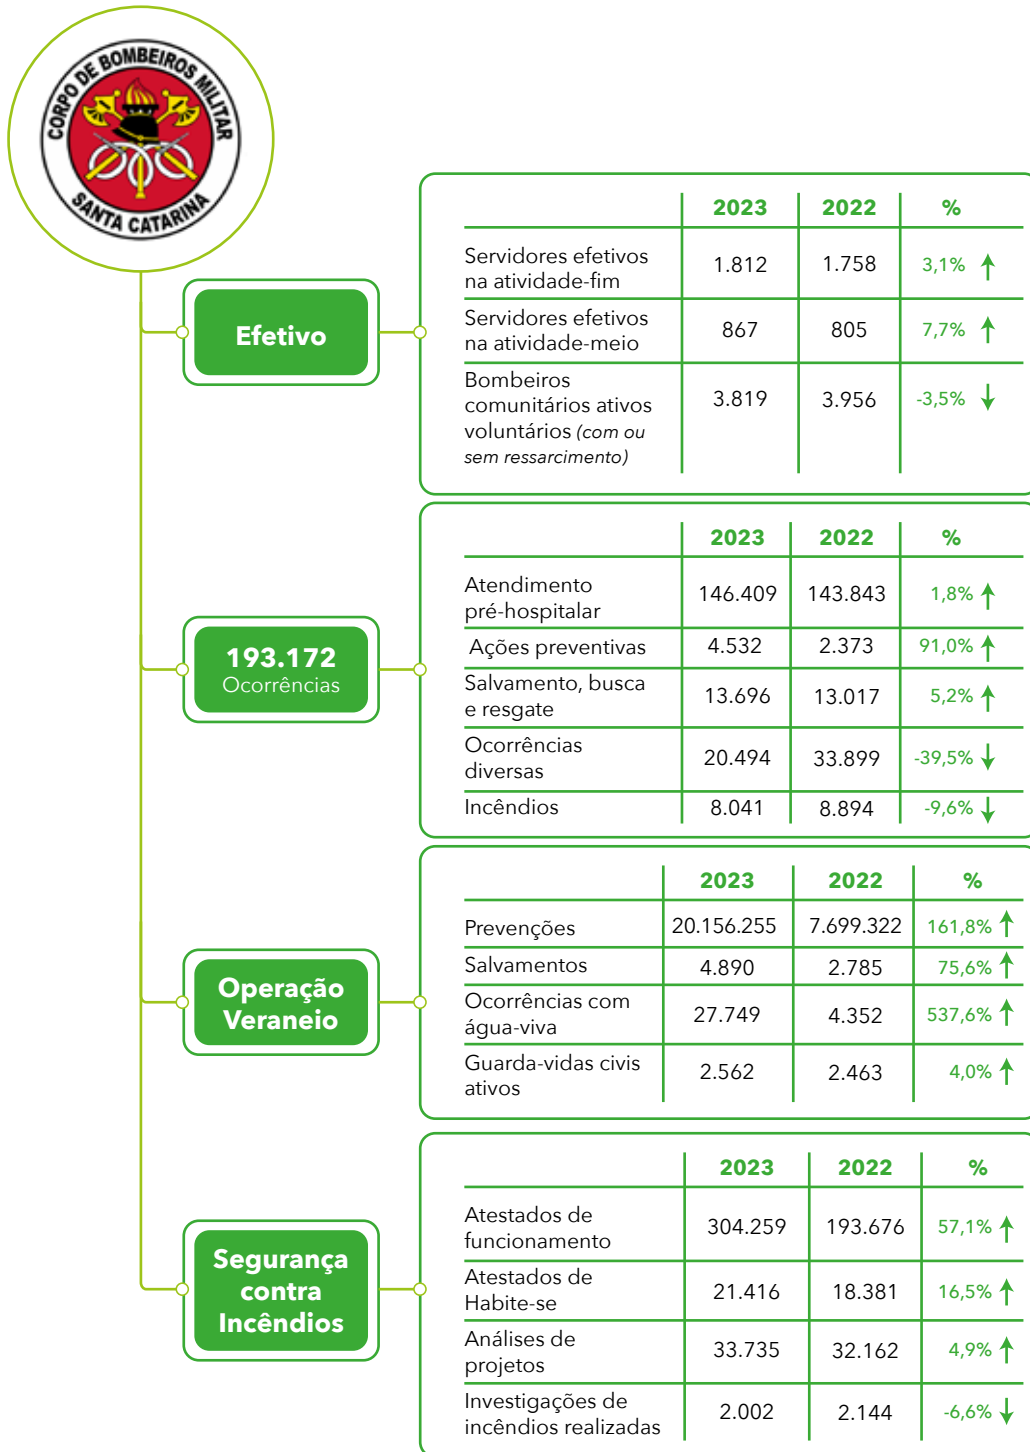 CORPO DE BOMBEIROS MILITAR
SANTA CATARINA
Efetivo
2023 2022 %
Servidores efetivos
na atividade-fim
1.812 1.758 3,1%
Servidores efetivos
na atividade-meio
867 805 7,7%
Bombeiros
comunitários ativos
voluntários (com ou
sem ressarcimento)
3.819 3.956 -3,5%
193.172
Ocorrências
2023 2022 %
Atendimento
pré-hospitalar
146.409 143.843 1,8%
Ações preventivas 4.532 2.373 91,0%
Salvamento, busca
e resgate
13.696 13.017 5,2%
Ocorrências
diversas
20.494 33.899 -39,5%
Incêndios 8.041 8.894 -9,6%
Operação
Veraneio
2023 2022 %
Prevenções 20.156.255 7.699.322 161,8%
Salvamentos 4.890 2.785 75,6%
Ocorrências com
água-viva
27.749 4.352 537,6%
Guarda-vidas civis
ativos
2.562 2.463 4,0%
Segurança
contra
Incêndios
2023 2022 %
Atestados de
funcionamento
304.259 193.676 57,1%
Atestados de
Habite-se
21.416 18.381 16,5%
Análises de
projetos
33.735 32.162 4,9%
Investigações de
incêndios realizadas
2.002 2.144 -6,6%